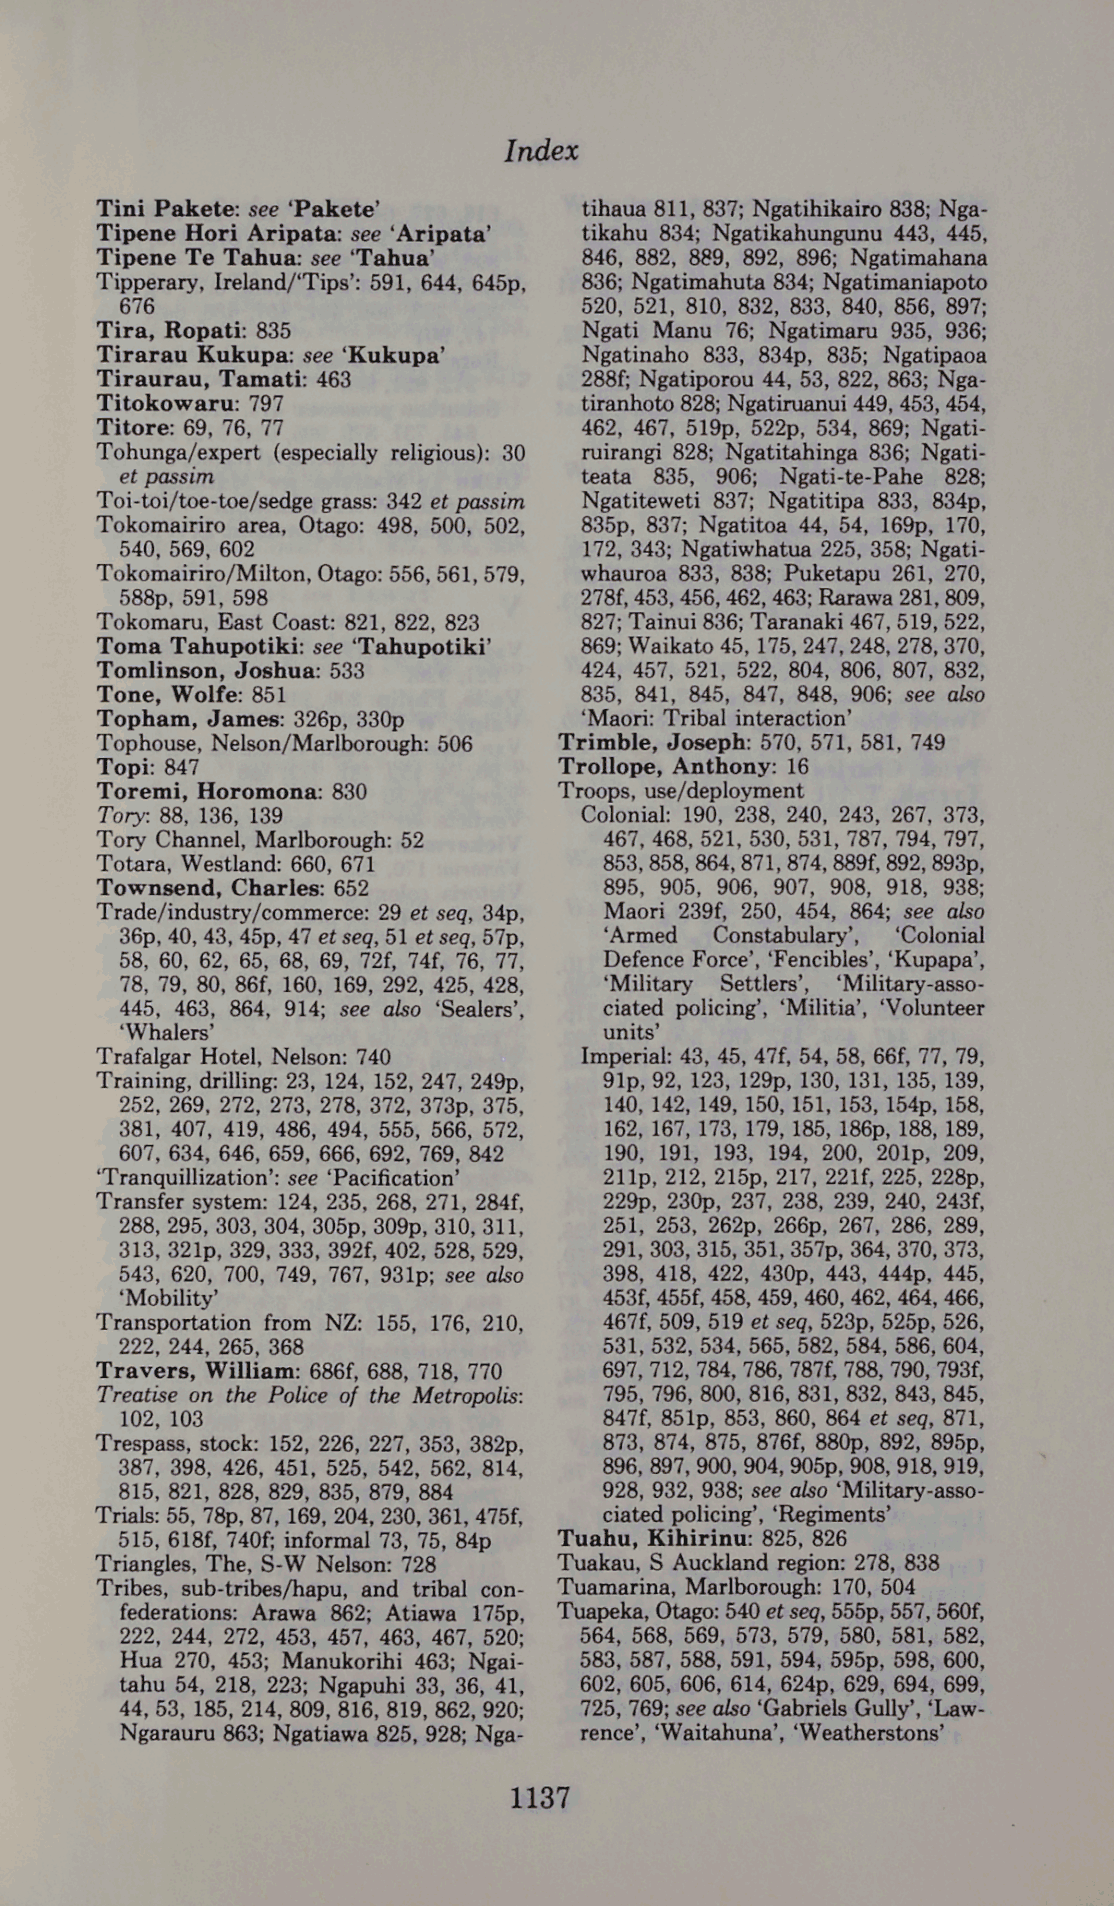 Index
Tini Pakete: see ‘Pakete’
Tipene Hori Aripata: see ‘Aripata’
Tipene Te Tahua: see ‘Tahua’
Tipperary, Ireland/‘Tips’: 591, 644, 645p,
676
Tira, Ropati: 835
Tirarau Kukupa: see ‘Kukupa’
Tiraurau, Tamati: 463
Titokowaru: 797
Titore: 69, 76, 77
Tohunga/expert (especially religious): 30
et passim
Toi-toi/toe-toe/sedge grass: 342 et passim
Tokomairiro area, Otago: 498, 500, 502,
540, 569, 602
Tokomairiro/Milton, Otago: 556, 561, 579,
588p, 591, 598
Tokomaru, East Coast: 821, 822, 823
Toma Tahupotiki: see ‘Tahupotiki’
Tomlinson, Joshua: 533
Tone, Wolfe: 851
Topham, James: 326p, 330p
Tophouse, Nelson/Marlborough: 506
Topi: 847
Toremi, Horomona: 830
Tory: 88, 136, 139
Tory Channel, Marlborough: 52
Totara, Westland: 660, 671
Townsend, Charles: 652
Trade/industry/commerce: 29 et seq, 34p,
36p, 40, 43, 45p, 47 et seq, 51 et seq, 57p,
58, 60, 62, 65, 68, 69, 72f, 74f, 76, 77,
78, 79, 80, 86f, 160, 169, 292, 425, 428,
445, 463, 864, 914; see also ‘Sealers’,
‘Whalers’
Trafalgar Hotel, Nelson: 740
Training, drilling: 23, 124, 152, 247, 249p,
252, 269, 272, 273, 278, 372, 373p, 375,
381, 407, 419, 486, 494, 555, 566, 572,
607, 634, 646, 659, 666, 692, 769, 842
‘Tranquillization’: see ‘Pacification’
Transfer system: 124, 235, 268, 271, 284f,
288, 295, 303, 304, 305p, 309p, 310, 311,
313, 321p, 329, 333, 392f, 402, 528, 529,
543, 620, 700, 749, 767, 931p; see also
‘Mobility’
Transportation from NZ: 155, 176, 210,
222, 244, 265, 368
Travers, William: 686f, 688, 718, 770
Treatise on the Police of the Metropolis:
102, 103
Trespass, stock: 152, 226, 227, 353, 382p,
387, 398, 426, 451, 525, 542, 562, 814,
815, 821, 828, 829, 835, 879, 884
Trials: 55, 78p, 87, 169, 204, 230, 361, 475f,
515, 618f, 740f; informal 73, 75, 84p
Triangles, The, S-W Nelson: 728
Tribes, sub-tribes/hapu, and tribal con-
federations: Arawa 862; Atiawa 175p,
222, 244, 272, 453, 457, 463, 467, 520;
Hua 270, 453; Manukorihi 463; Ngai-
tahu 54, 218, 223; Ngapuhi 33, 36, 41,
44, 53, 185, 214, 809, 816, 819, 862, 920;
Ngarauru 863; Ngatiawa 825, 928; Nga-
tihaua 811, 837; Ngatihikairo 838; Nga-
tikahu 834; Ngatikahungunu 443, 445,
846, 882, 889, 892, 896; Ngatimahana
836; Ngatimahuta 834; Ngatimaniapoto
520, 521, 810, 832, 833, 840, 856, 897;
Ngati Manu 76; Ngatimaru 935, 936;
Ngatinaho 833, 834p, 835; Ngatipaoa
288f; Ngatiporou 44, 53, 822, 863; Nga-
tiranhoto 828; Ngatiruanui 449, 453, 454,
462, 467, 519p, 522p, 534, 869; Ngati-
ruirangi 828; Ngatitahinga 836; Ngati-
teata 835, 906; Ngati-te-Pahe 828;
Ngatiteweti 837; Ngatitipa 833, 834p,
835p, 837; Ngatitoa 44, 54, 169p, 170,
172, 343; Ngatiwhatua 225, 358; Ngati-
whauroa 833, 838; Puketapu 261, 270,
278f, 453, 456, 462, 463; Rarawa 281, 809,
827; Tainui 836; Taranaki 467, 519, 522,
869; Waikato 45, 175, 247, 248, 278, 370,
424, 457, 521, 522, 804, 806, 807, 832,
835, 841, 845, 847, 848, 906; see also
‘Maori: Tribal interaction’
Trimble, Joseph: 570, 571, 581, 749
Trollope, Anthony: 16
Troops, use/deployment
Colonial: 190, 238, 240, 243, 267, 373,
467, 468, 521, 530, 531, 787, 794, 797,
853, 858, 864, 871, 874, 889f, 892, 893p,
895, 905, 906, 907, 908, 918, 938;
Maori 239f, 250, 454, 864; see also
‘Armed Constabulary’, ‘Colonial
Defence Force’, ‘Fencibles’, ‘Kupapa’,
‘Military Settlers’, ‘Military-asso-
ciated policing’, ‘Militia’, ‘Volunteer
units’
Imperial: 43, 45, 47f, 54, 58, 66f, 77, 79,
91p, 92, 123, 129p, 130, 131, 135, 139,
140, 142, 149, 150, 151, 153, 154p, 158,
162, 167, 173, 179, 185, 186p, 188, 189,
190, 191, 193, 194, 200, 201p, 209,
211p, 212, 215p, 217, 221f, 225, 228p,
229p, 230p, 237, 238, 239, 240, 243f,
251, 253, 262p, 266p, 267, 286, 289,
291, 303, 315, 351, 357p, 364, 370, 373,
398, 418, 422, 430p, 443, 444p, 445,
453f, 455f, 458, 459, 460, 462, 464, 466,
467f, 509, 519 et seq, 523p, 525p, 526,
531, 532, 534, 565, 582, 584, 586, 604,
697, 712, 784, 786, 787f, 788, 790, 793f,
795, 796, 800, 816, 831, 832, 843, 845,
847f, 851p, 853, 860, 864 et seq, 871,
873, 874, 875, 876f, 880p, 892, 895p,
896, 897, 900, 904, 905p, 908, 918, 919,
928, 932, 938; see also ‘Military-asso-
ciated policing’, ‘Regiments’
Tuahu, Kihirinu: 825, 826
Tuakau, S Auckland region: 278, 838
Tuamarina, Marlborough: 170, 504
Tuapeka, Otago: 540 et seq, 555p, 557, 560f,
564, 568, 569, 573, 579, 580, 581, 582,
583, 587, 588, 591, 594, 595p, 598, 600,
602, 605, 606, 614, 624p, 629, 694, 699,
725, 769; see also ‘Gabriels Gully’, ‘Law-
rence’, ‘Waitahuna’, ‘Weatherstons’
1137